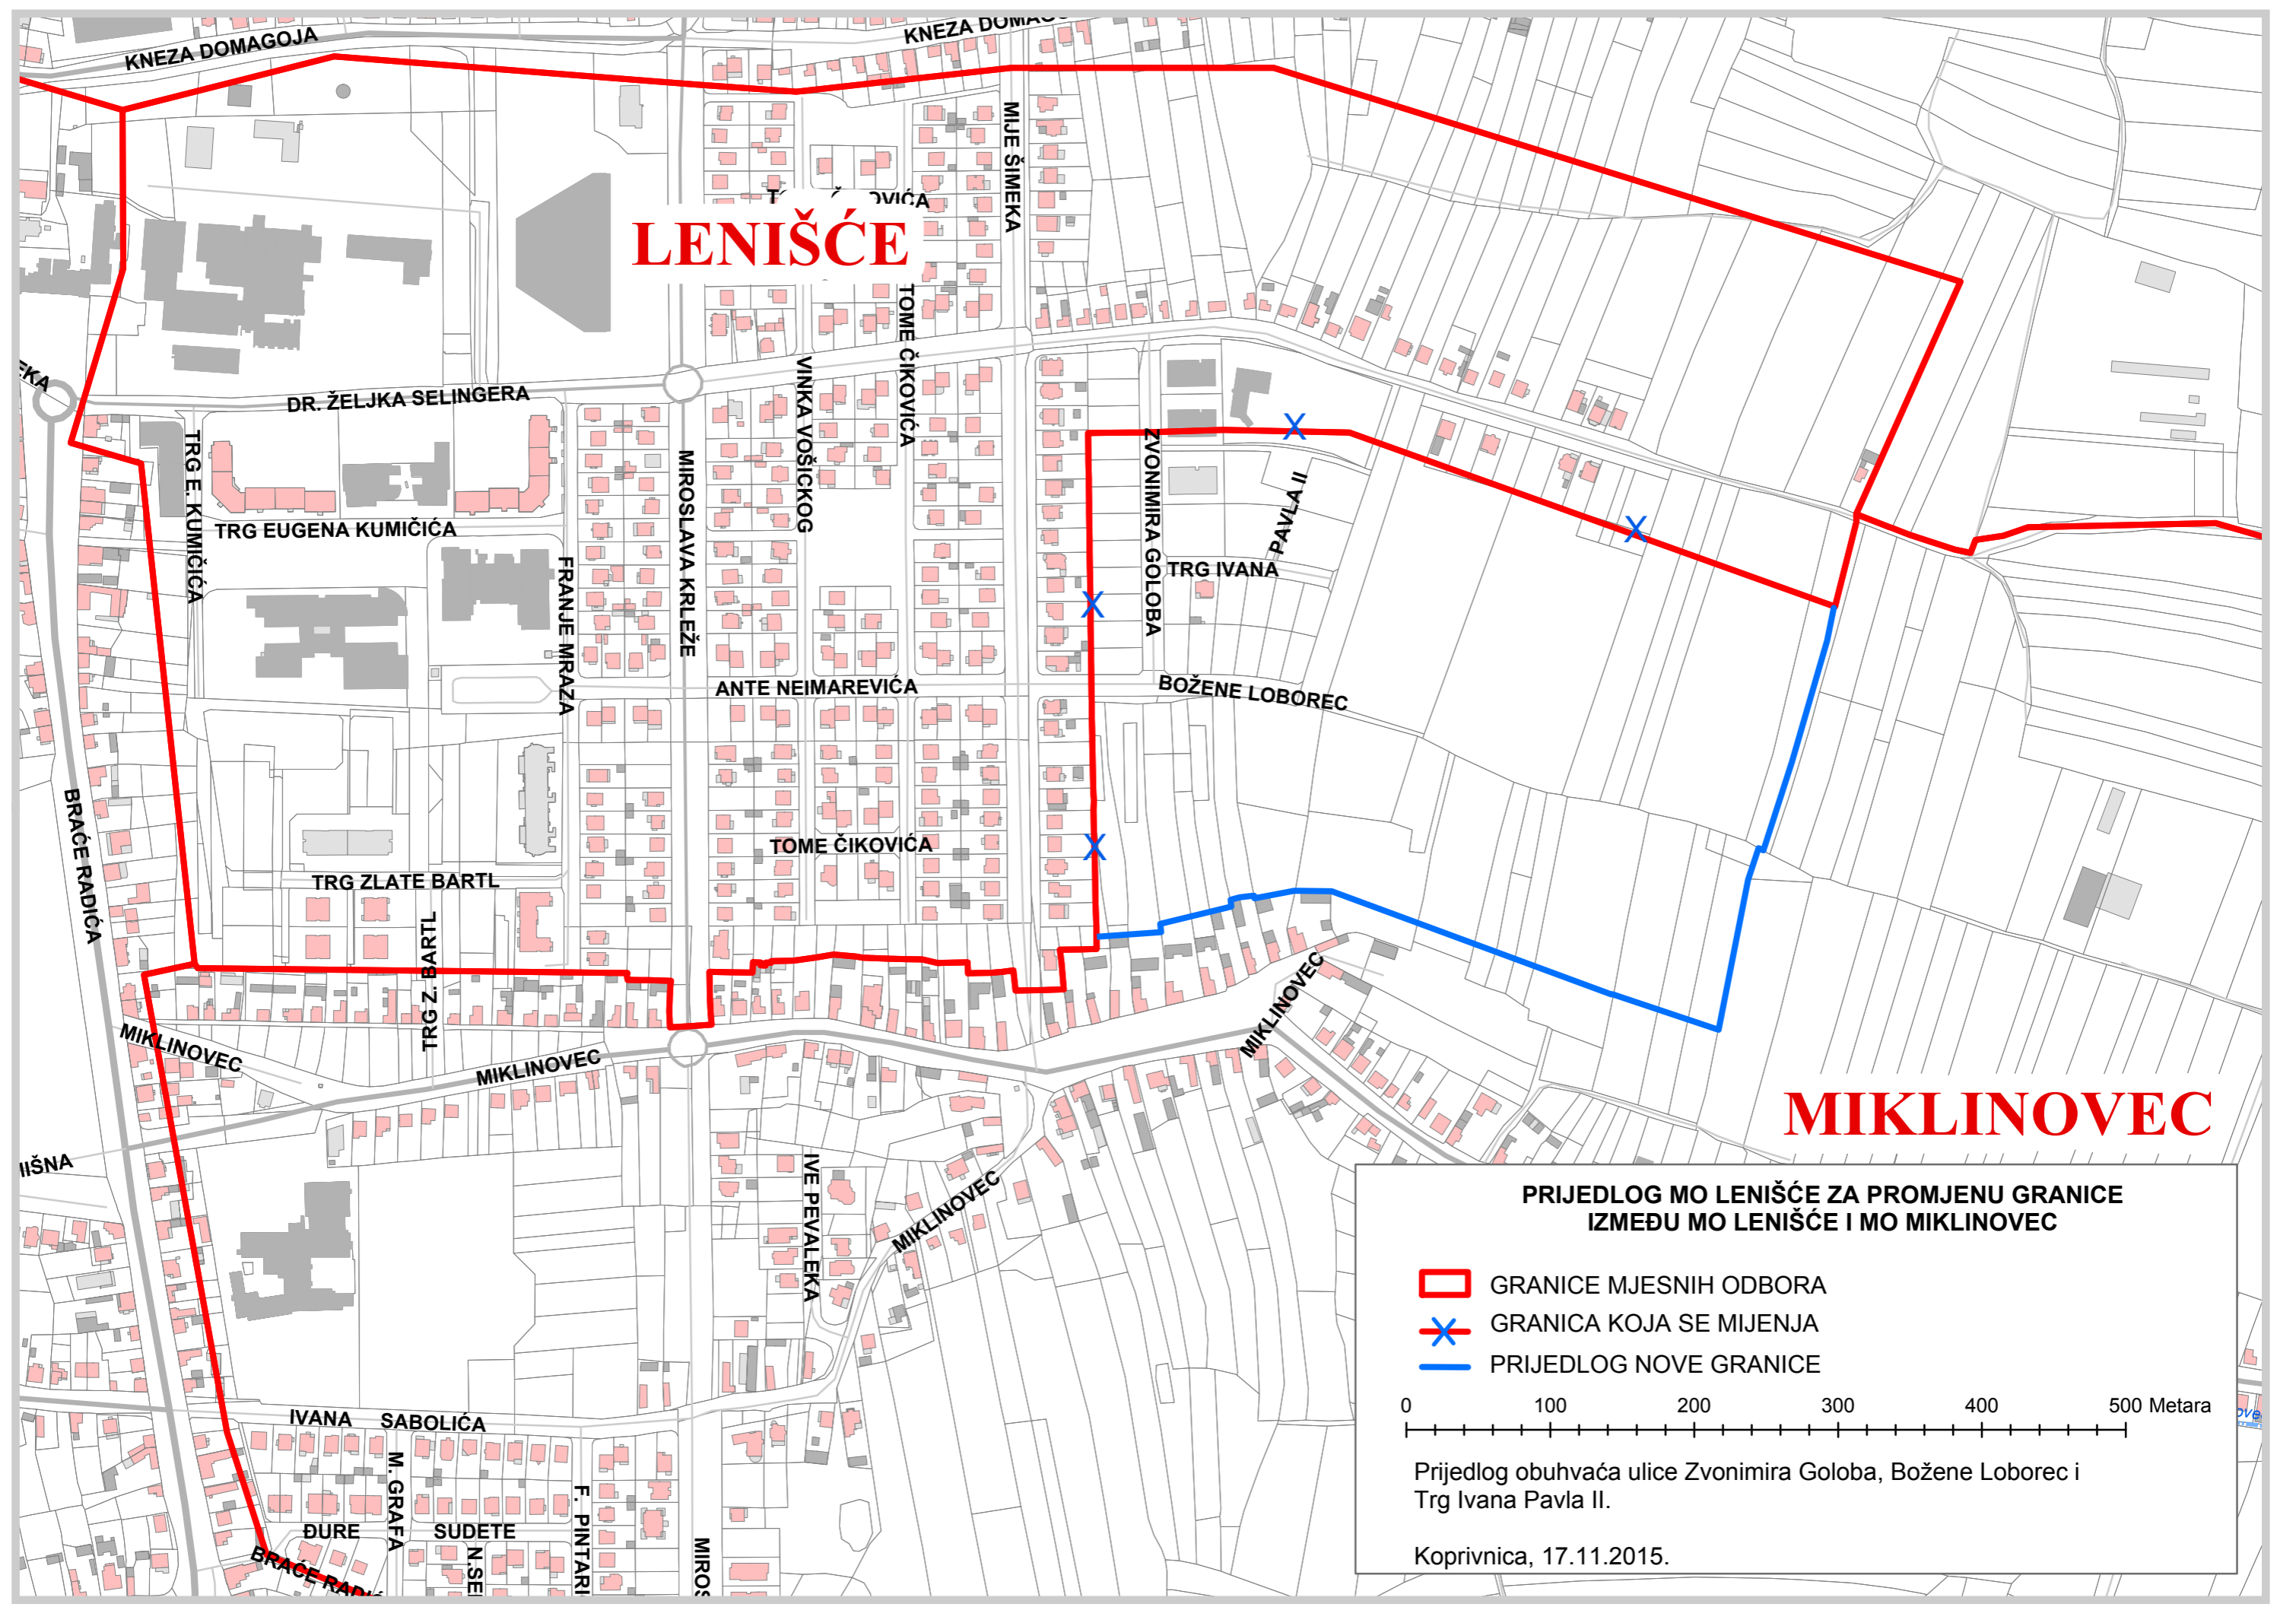 KNEZA DOMAGOJA
MIJE ŠIMEKA
LENIŠĆE
TOME ČIKOVIĆA
VINKA VOŠICKOG
DR. ŽELJKA SELINGERA
TRG E. KUMIČIĆA
TRG EUGENA KUMIČIĆA
FRANJE MRAZA
MIROSLAVA KRLEŽE
ZVONIMIRA GOLOBA
PAVLA II
TRG IVANA
ANTE NEIMAREVIĆA
BOŽENE LOBOREC
BRAĆE RADIĆA
TOME ČIKOVIĆA
TRG ZLATE BARTL
TRG Z. BARTL
MIKLINOVEC
MIKLINOVEC
MIKLINOVEC
MIKLINOVEC
IVE PEVALEKA
IVANA SABOLIĆA
M. GRAFA
ĐURE SUDETE
MIKLINOVEC
PRIJEDLOG MO LENIŠĆE ZA PROMJENU GRANICE
IZMEĐU MO LENIŠĆE I MO MIKLINOVEC
GRANICE MJESNIH ODBORA
GRANICA KOJA SE MIJENJA
PRIJEDLOG NOVE GRANICE
0 100 200 300 400 500 Metara
Prijedlog obuhvaća ulice Zvonimira Goloba, Božene Loborec i
Trg Ivana Pavla II.
Koprivnica, 17.11.2015.